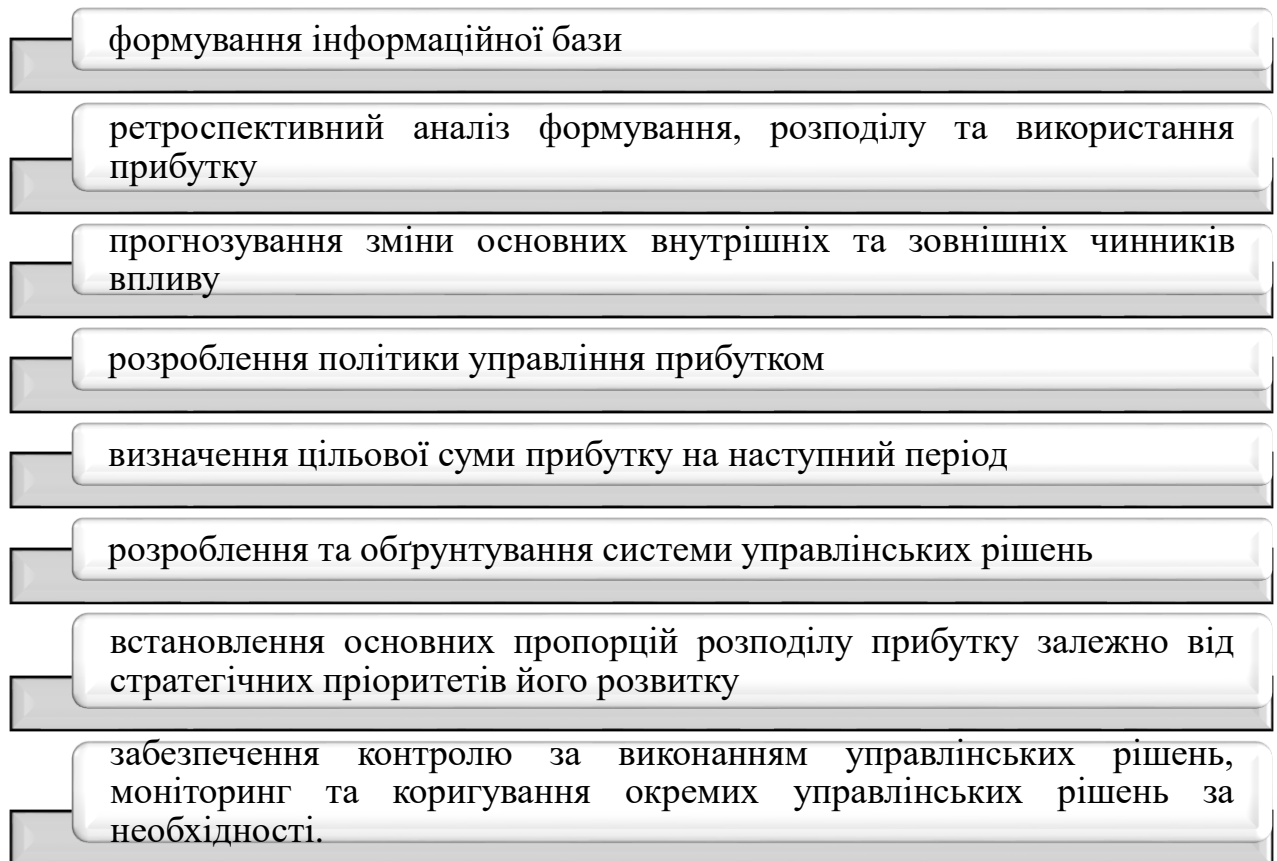 формування інформаційної бази
ретроспективний аналіз формування, розподілу та використання
прибутку
прогнозування зміни основних внутрішніх та зовнішніх чинників
впливу
розроблення політики управління прибутком
визначення цільової суми прибутку на наступний період
розроблення та обґрунтування системи управлінських рішень
встановлення основних пропорцій розподілу прибутку залежно від
стратегічних пріоритетів його розвитку
забезпечення контролю за виконанням управлінських рішень,
моніторинг та коригування окремих управлінських рішень за
необхідності.